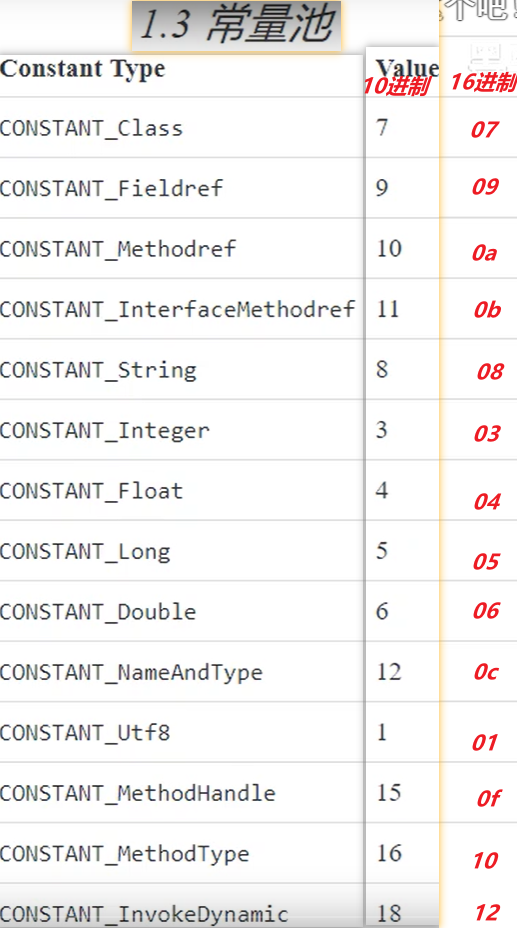 1.3 常量池
个吧!
Constant Type Value
10进制 16进制
CONSTANT_Class 7 07
CONSTANT_Fieldref 9 09
CONSTANT_Methodref 10 0a
CONSTANT_InterfaceMethodref 11 0b
CONSTANT_String 8 08
CONSTANT_Integer 3 03
CONSTANT_Float 4 04
CONSTANT_Long 5 05
CONSTANT_Double 6 06
CONSTANT_NameAndType 12 0c
CONSTANT_Utf8 1 01
CONSTANT_MethodHandle 15 0f
CONSTANT_MethodType 16 10
CONSTANT_InvokeDynamic 18 12